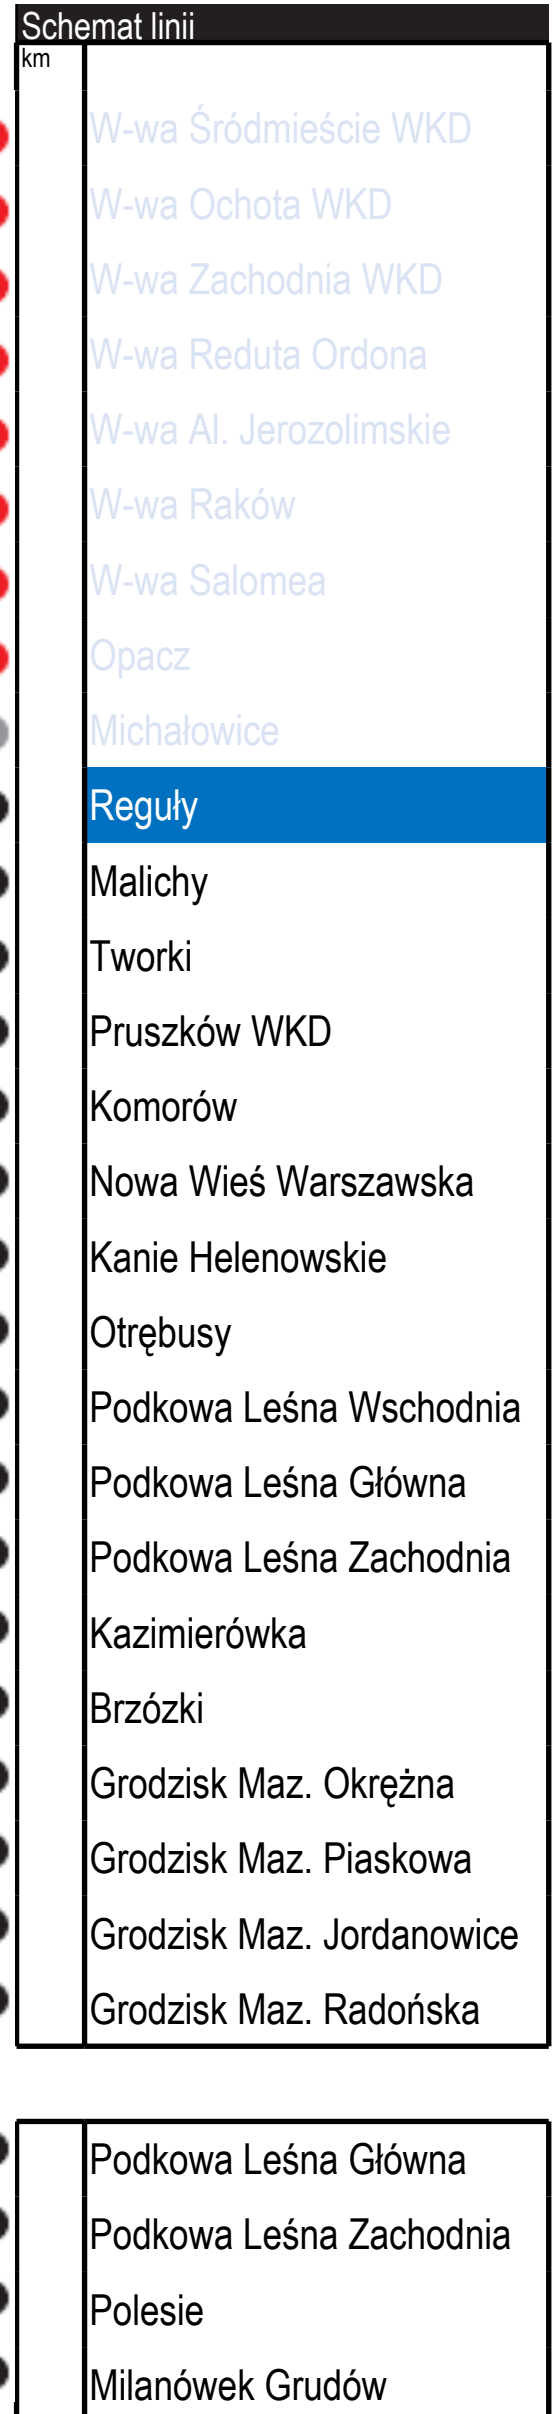 Schemat linii
km
W-wa Śródmieście WKD
W-wa Ochota WKD
W-wa Zachodnia WKD
W-wa Reduta Ordona
W-wa Al. Jerozolimskie
W-wa Raków
W-wa Salomea
Opacz
Michałowice
Reguły
Malichy
Tworki
Pruszków WKD
Komorów
Nowa Wieś Warszawska
Kanie Helenowskie
Otrębusy
Podkowa Leśna Wschodnia
Podkowa Leśna Główna
Podkowa Leśna Zachodnia
Kazimierówka
Brzózki
Grodzisk Maz. Okrężna
Grodzisk Maz. Piaskowa
Grodzisk Maz. Jordanowice
Grodzisk Maz. Radońska
Podkowa Leśna Główna
Podkowa Leśna Zachodnia
Polesie
Milanówek Grudów